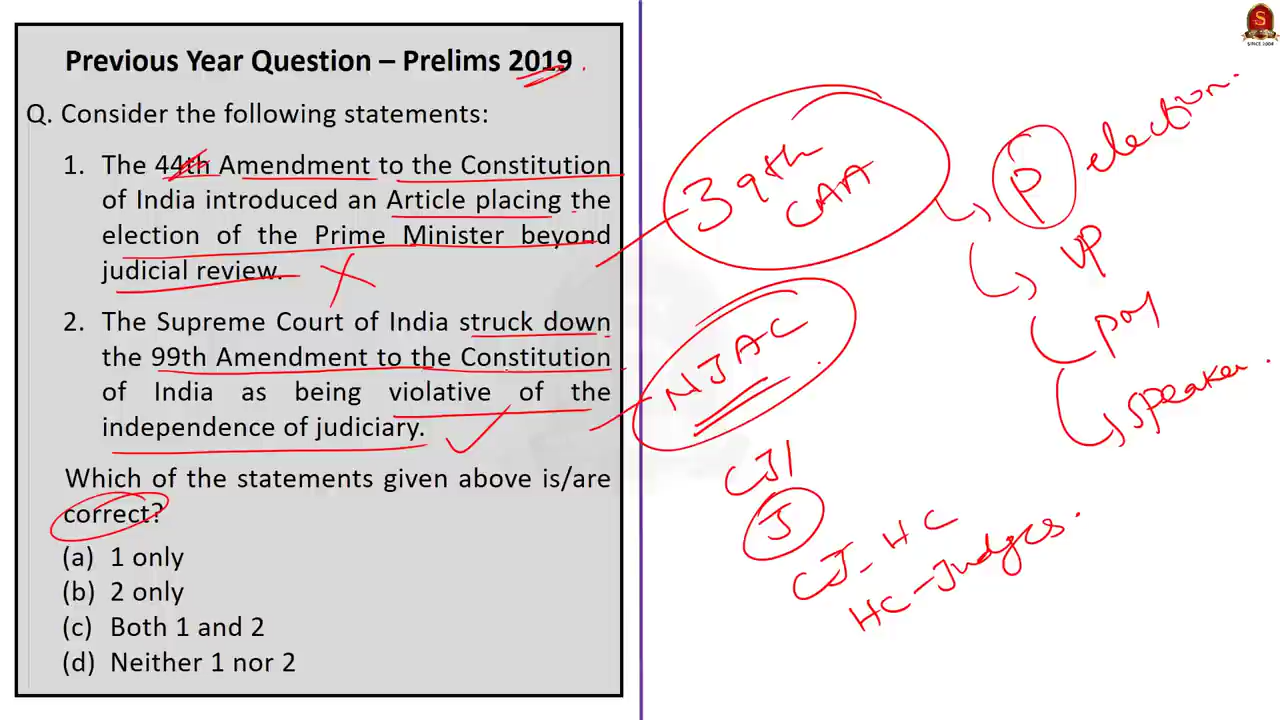 Previous Year Question – Prelims 2019
Q. Consider the following statements:
1. The 44th Amendment to the Constitution
of India introduced an Article placing the
election of the Prime Minister beyond
judicial review.
2. The Supreme Court of India struck down
the 99th Amendment to the Constitution
of India as being violative of the
independence of judiciary.
Which of the statements given above is/are
correct?
(a) 1 only
(b) 2 only
(c) Both 1 and 2
(d) Neither 1 nor 2
39th
CAA
P election.
VP
speaker.
NJAC
CJI
J
CJ - HC
HC - Judges.
S
SINCE 2004